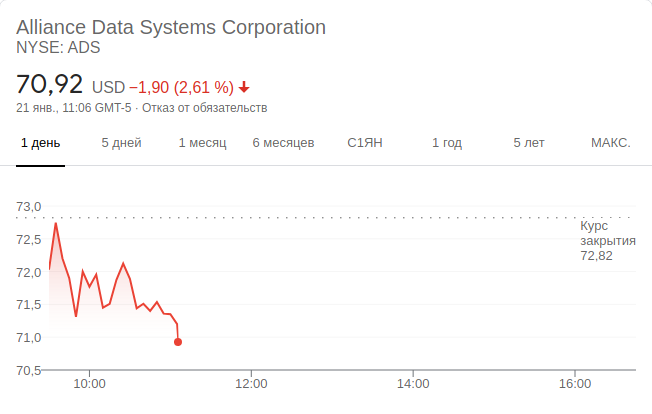 Alliance Data Systems Corporation
NYSE: ADS
70,92 USD −1,90 (2,61 %)
21 янв., 11:06 GMT-5 · Отказ от обязательств
1 день 5 дней 1 месяц 6 месяцев С1ЯН 1 год 5 лет МАКС.
73,0
72,5
72,0
71,5
71,0
70,5
Курс
закрытия
72,82
10:00 12:00 14:00 16:00